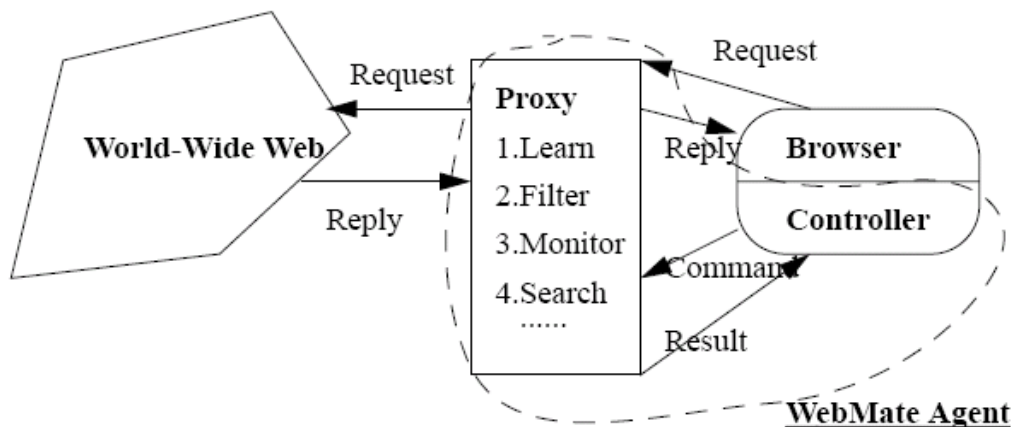 Request
Request
Proxy
World-Wide Web
1.Learn
Reply
Browser
2.Filter
Reply
Controller
3.Monitor
Command
4.Search
......
Result
WebMate Agent